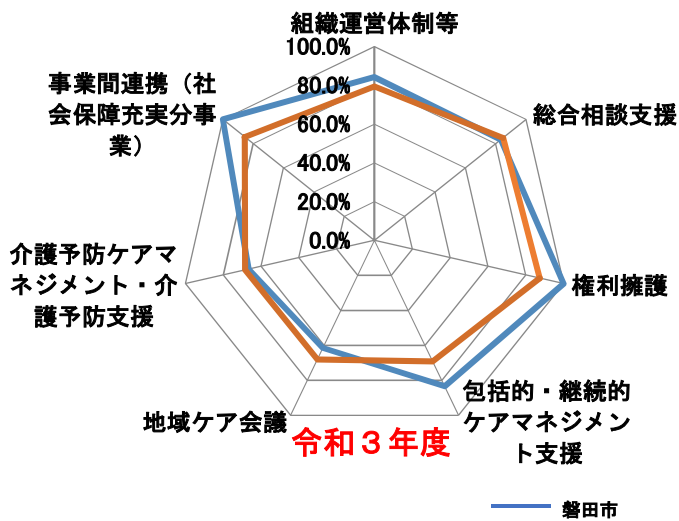 組織運営体制等
100.0%
80.0%
60.0%
40.0%
20.0%
0.0%
総合相談支援
権利擁護
包括的・継続的
ケアマネジメン
ト支援
地域ケア会議
介護予防ケアマ
ネジメント・介
護予防支援
事業間連携（社
会保障充実分事
業）
令和３年度
磐田市